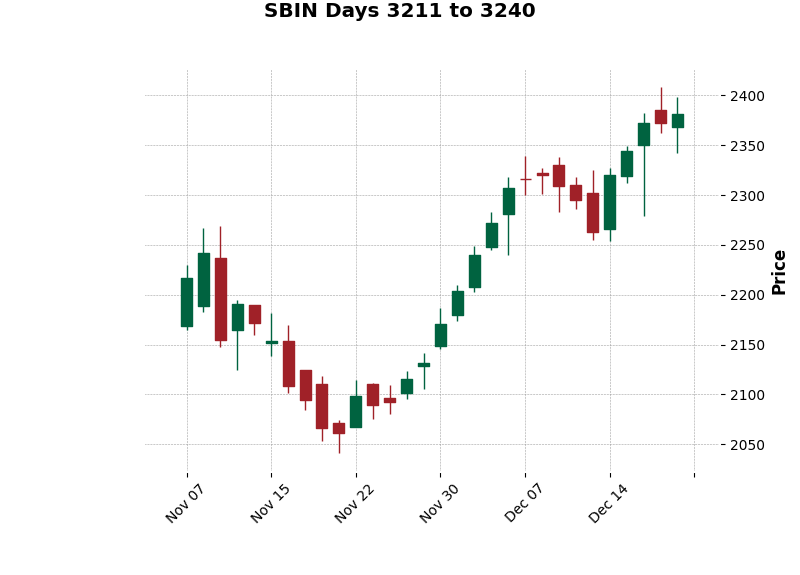 SBIN Days 3211 to 3240
2400
2350
2300
2250
2200
2150
2100
2050
Price
Nov 07
Nov 15
Nov 22
Nov 30
Dec 07
Dec 14